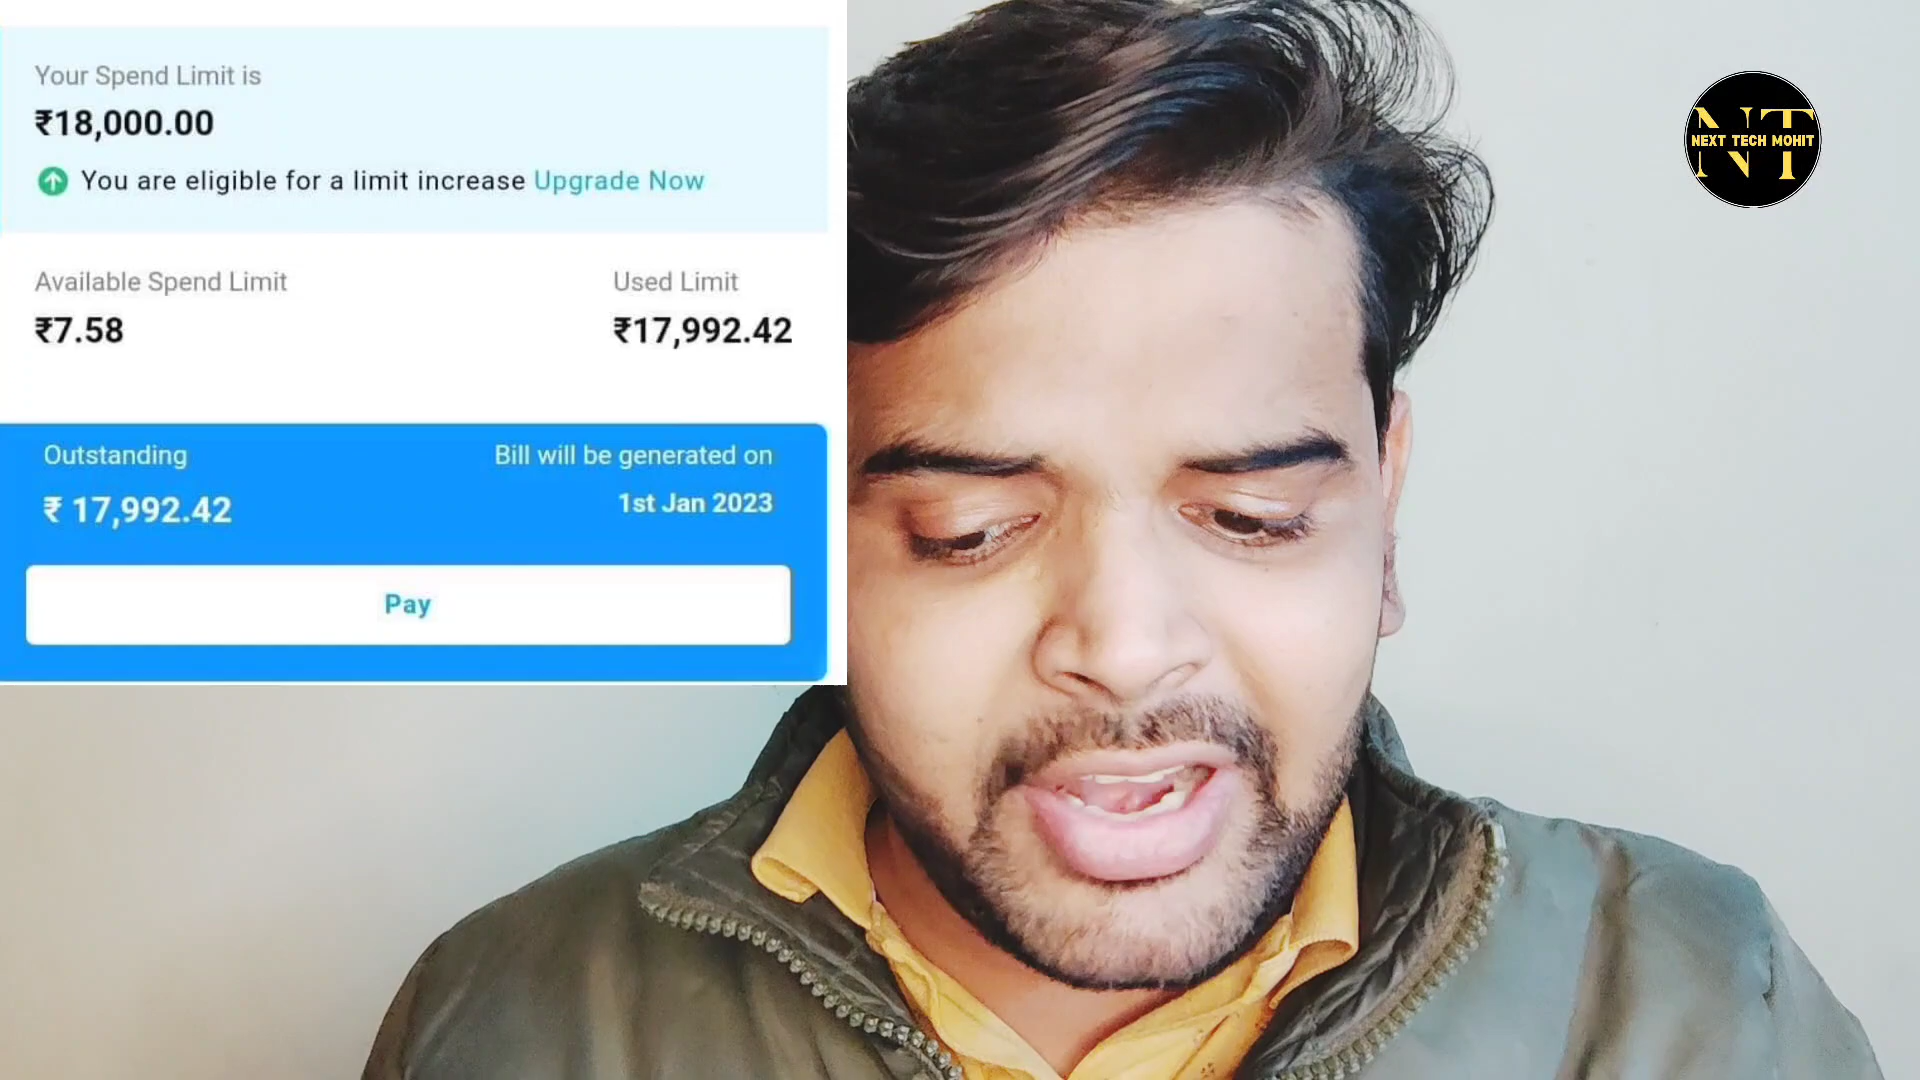 Your Spend Limit is
₹18,000.00
You are eligible for a limit increase Upgrade Now
Available Spend Limit
Used Limit
₹7.58
₹17,992.42
Outstanding
Bill will be generated on
₹ 17,992.42
1st Jan 2023
Pay
NT
NEXT TECH MOHIT